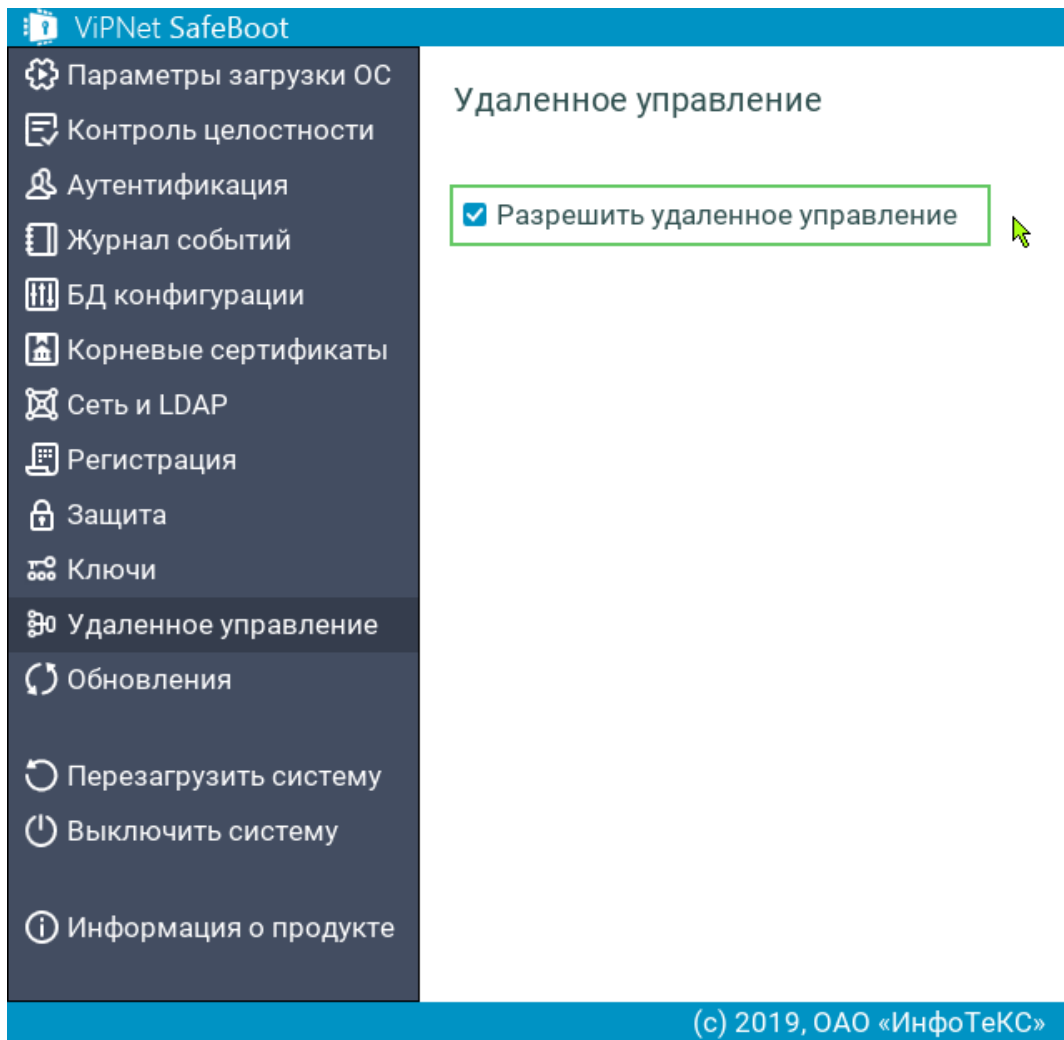 ViPNet SafeBoot
Параметры загрузки ОС
Контроль целостности
Аутентификация
Журнал событий
БД конфигурации
Корневые сертификаты
Сеть и LDAP
Регистрация
Защита
Ключи
Удаленное управление
Обновления
Перезагрузить систему
Выключить систему
Информация о продукте
Удаленное управление
Разрешить удаленное управление
(c) 2019, ОАО «ИнфоТеКС»